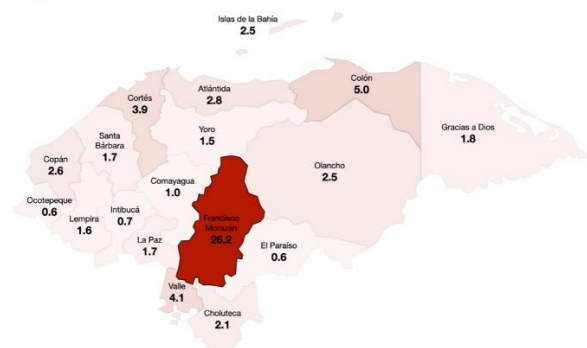 Islas de la Bahía
2.5
Cortés
3.9
Atlántida
2.8
Colón
5.0
Gracias a Dios
1.8
Yoro
1.5
Santa
Bárbara
1.7
Copán
2.6
Olancho
2.5
Comayagua
1.0
Ocotepeque
0.6
Intibucá
0.7
Lempira
1.6
Francisco
Morazán
26.2
La Paz
1.7
El Paraíso
0.6
Valle
4.1
Choluteca
2.1